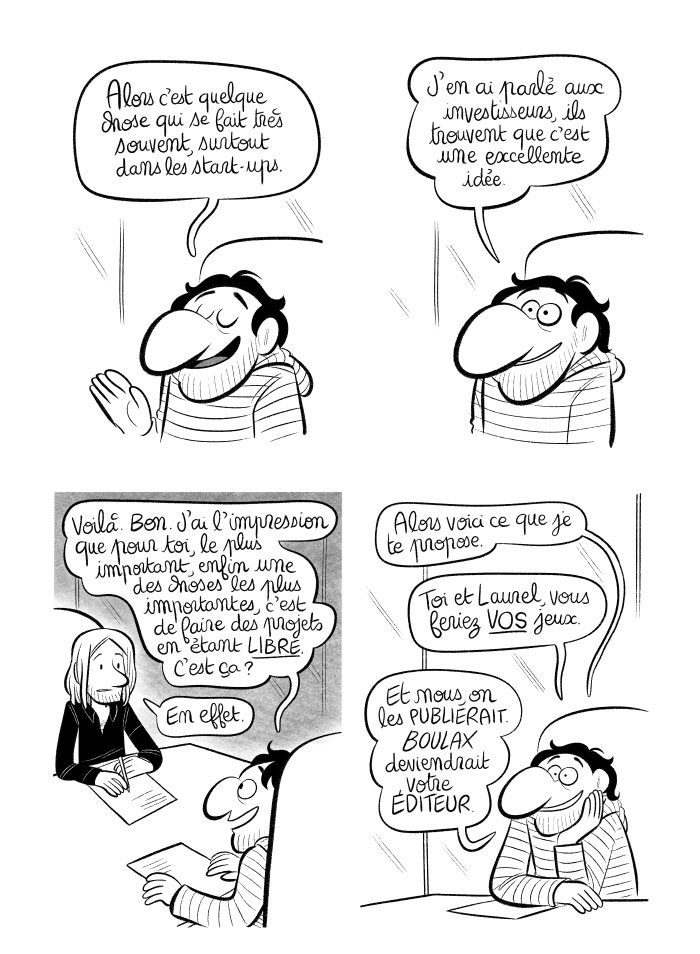 Alors c'est quelque
chose qui se fait très
souvent, surtout
dans les start-ups.
J'en ai parlé aux
investisseurs, ils
trouvent que c'est
une excellente
idée.
Voilà. Bon. J'ai l'impression
que pour toi, le plus
important, enfin une
des choses les plus
importantes, c'est
de faire des projets
en étant LIBRE.
C'est ça ?
En effet.
Alors voici ce que je
te propose.
Toi et Laurel, vous
feriez VOS jeux.
Et nous, on
les PUBLIERAIT.
BOULAX
deviendrait
votre
ÉDITEUR.